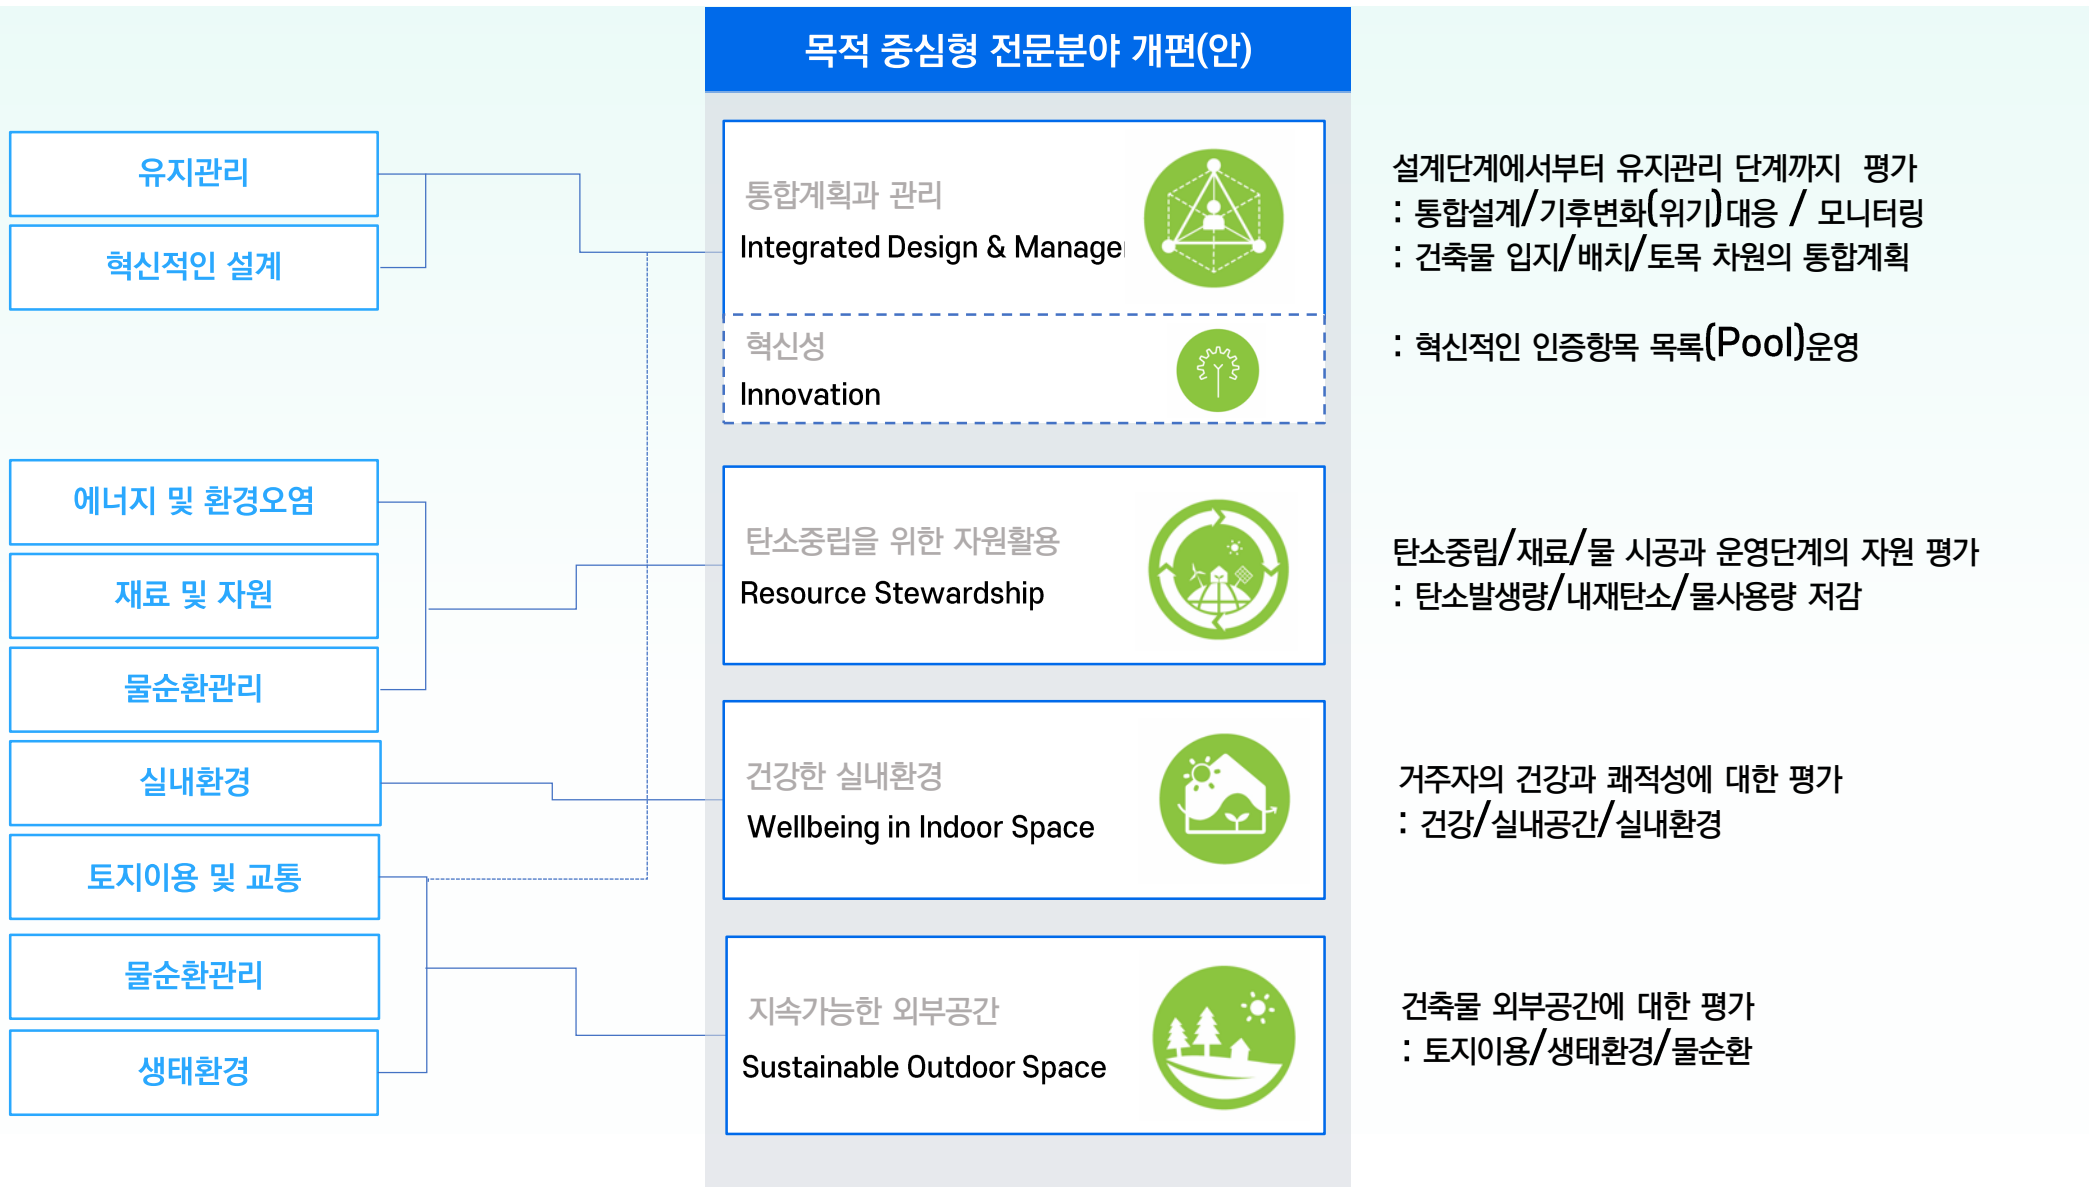 목적 중심형 전문분야 개편(안)
유지관리
혁신적인 설계
에너지 및 환경오염
재료 및 자원
물순환관리
실내환경
토지이용 및 교통
물순환관리
생태환경
통합계획과 관리
Integrated Design & Manage
혁신성
Innovation
탄소중립을 위한 자원활용
Resource Stewardship
건강한 실내환경
Wellbeing in Indoor Space
지속가능한 외부공간
Sustainable Outdoor Space
설계단계에서부터 유지관리 단계까지 평가
: 통합설계/기후변화(위기)대응 / 모니터링
: 건축물 입지/배치/토목 차원의 통합계획
: 혁신적인 인증항목 목록(Pool)운영
탄소중립/재료/물 시공과 운영단계의 자원 평가
: 탄소발생량/내재탄소/물사용량 저감
거주자의 건강과 쾌적성에 대한 평가
: 건강/실내공간/실내환경
건축물 외부공간에 대한 평가
: 토지이용/생태환경/물순환